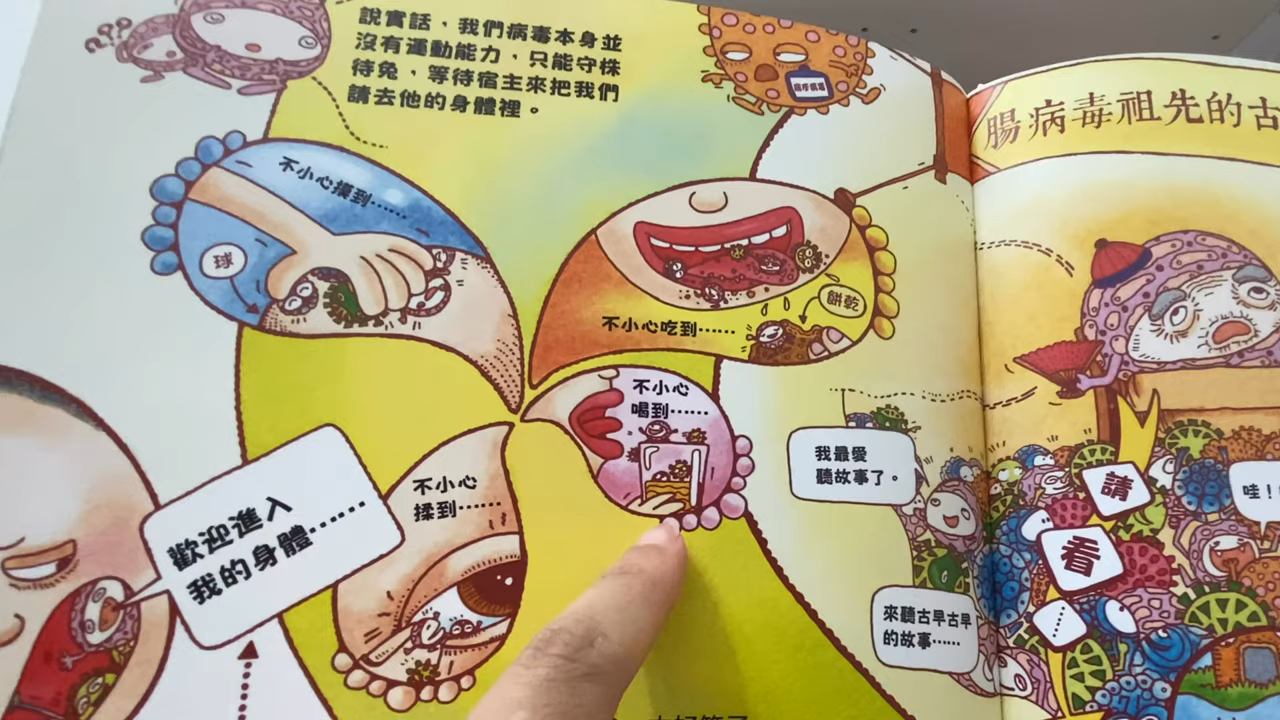 說實話，我們病毒本身並
沒有運動能力，只能守株
待兔，等待宿主來把我們
請去他的身體裡。
不小心摸到……
球
不小心吃到……
餅乾
不小心
喝到……
不小心
揉到……
歡迎進入
我的身體……
腸病毒祖先的古
我最愛
聽故事了。
請
看
……
哇！
來聽古早古早
的故事……